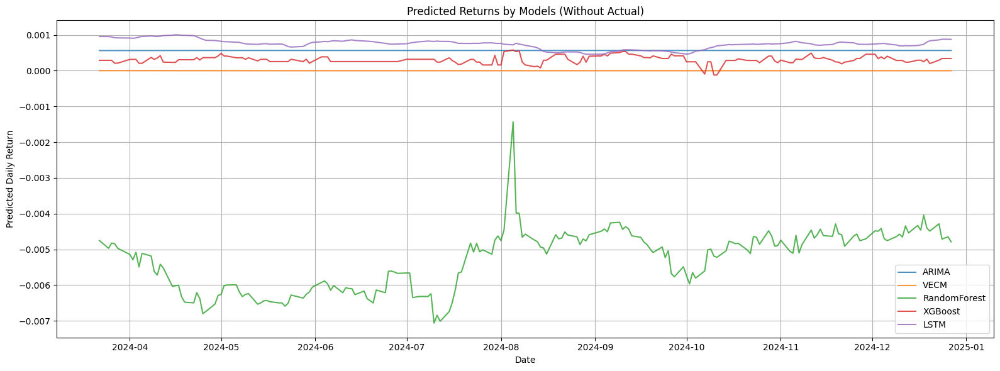 Predicted Returns by Models (Without Actual)
Predicted Daily Return
0.001
0.000
−0.001
−0.002
−0.003
−0.004
−0.005
−0.006
−0.007
ARIMA
VECM
RandomForest
XGBoost
LSTM
2024-04 2024-05 2024-06 2024-07 2024-08 2024-09 2024-10 2024-11 2024-12 2025-01
Date